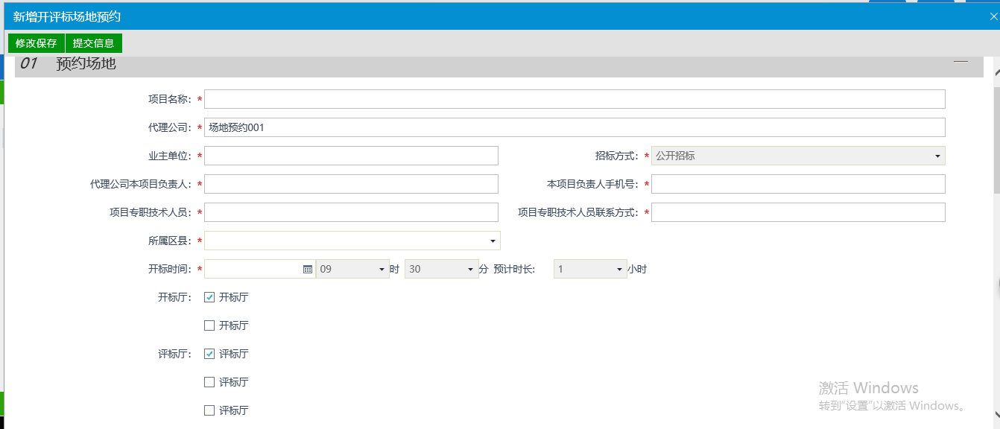 新增开评标场地预约
修改保存 提交信息
01 预约场地
项目名称: *
代理公司: * 场地预约001
业主单位: * 招标方式: * 公开招标
代理公司本项目负责人: * 本项目负责人手机号: *
项目专职技术人员: * 项目专职技术人员联系方式: *
所属区县: *
开标时间: * 09 时 30 分 预计时长: 1 小时
开标厅: 开标厅
开标厅
评标厅: 评标厅
评标厅
评标厅
激活 Windows
转到“设置”以激活 Windows。